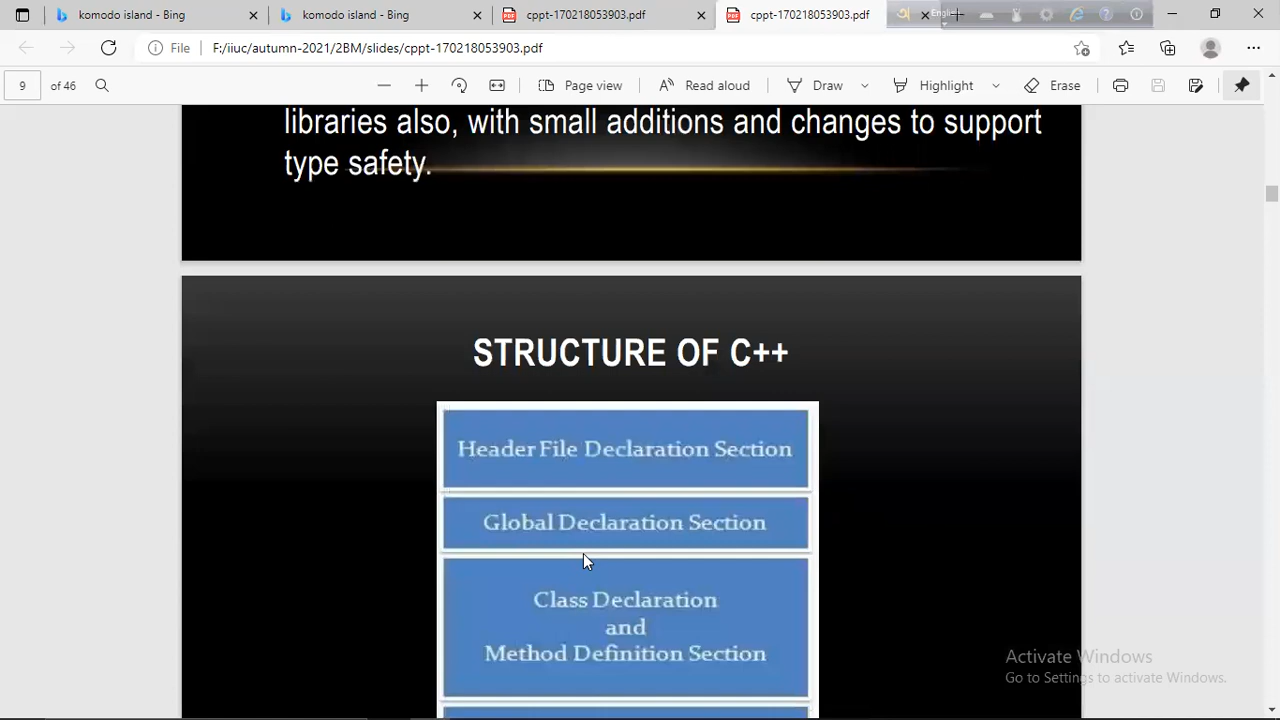 komodo island - Bing
komodo island - Bing
cppt-170218053903.pdf
cppt-170218053903.pdf
English
File
F:/iiuc/autumn-2021/2BM/slides/cppt-170218053903.pdf
9 of 46
Page view
Read aloud
Draw
Highlight
Erase
libraries also, with small additions and changes to support
type safety.
STRUCTURE OF C++
Header File Declaration Section
Global Declaration Section
Class Declaration
and
Method Definition Section
Activate Windows
Go to Settings to activate Windows.